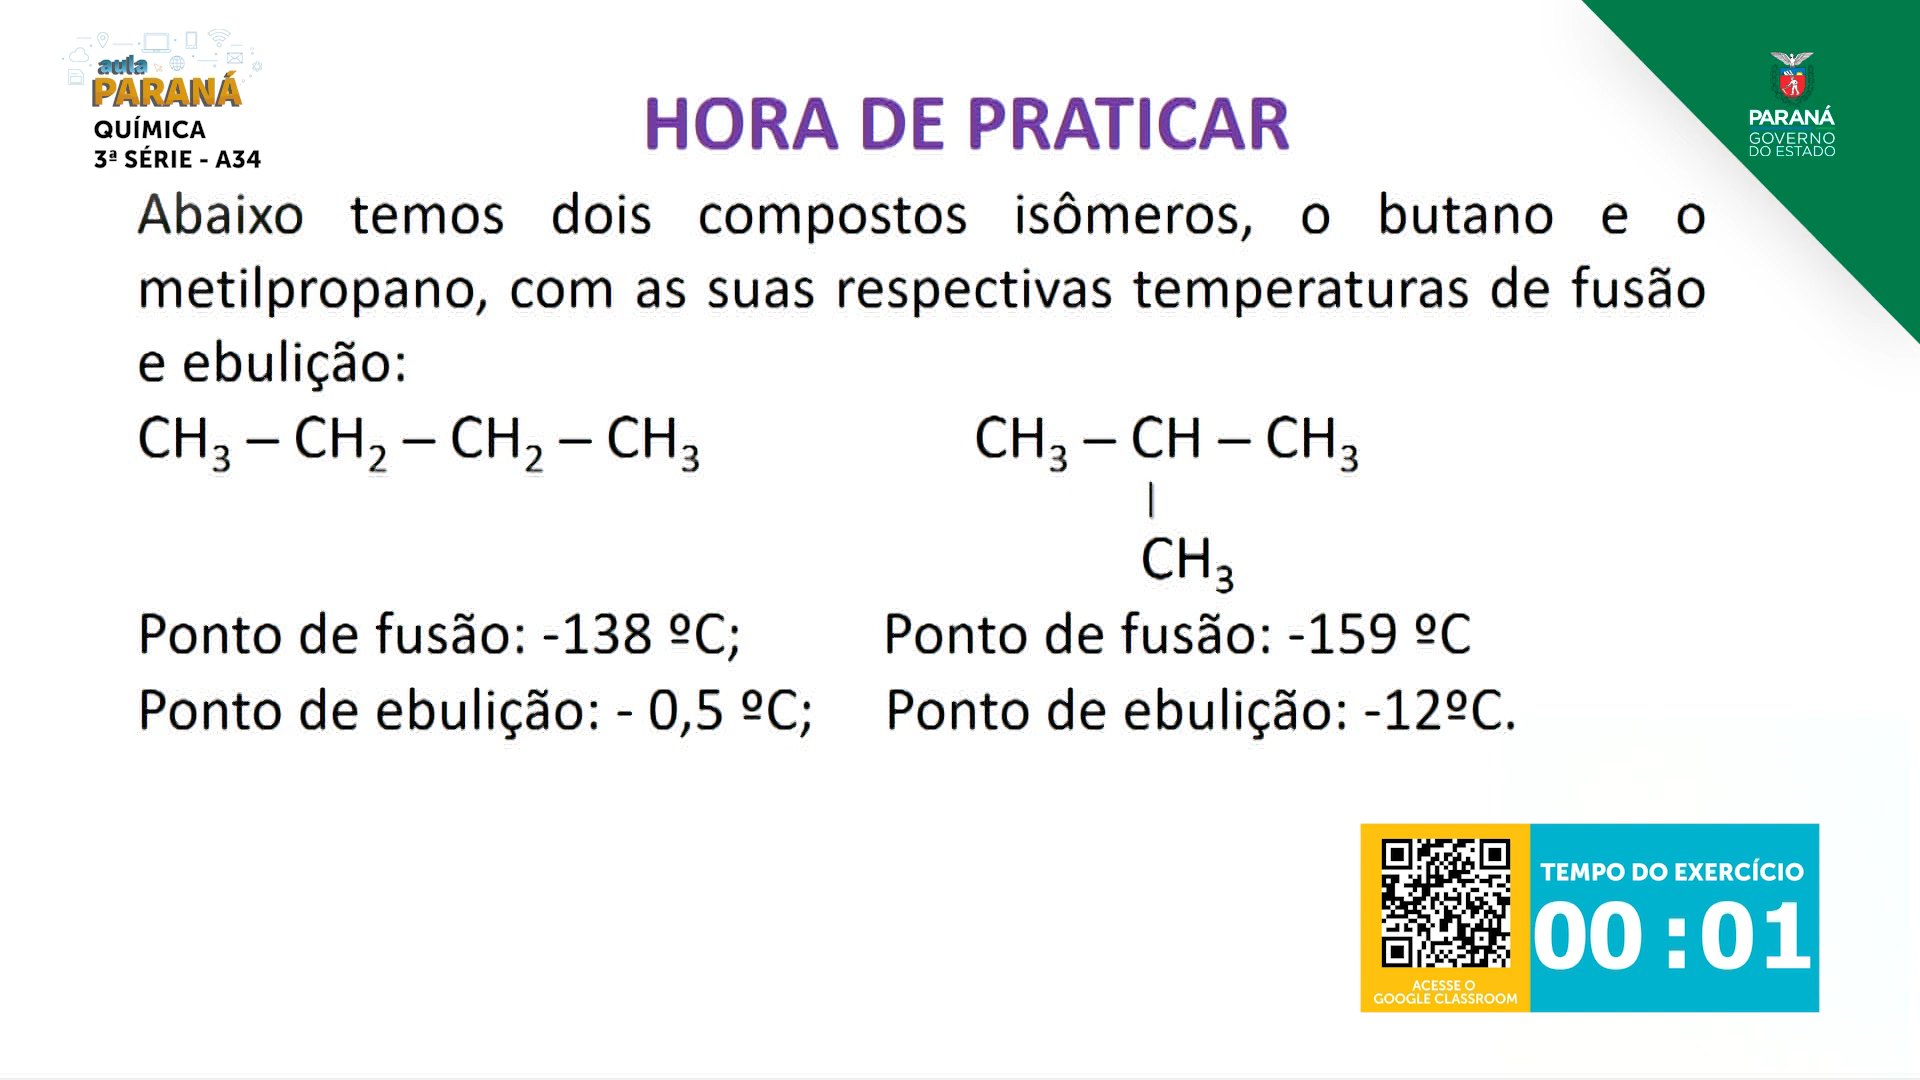 aula
PARANÁ
QUÍMICA
3ª SÉRIE - A34
HORA DE PRATICAR
PARANÁ
GOVERNO
DO ESTADO
Abaixo temos dois compostos isômeros, o butano e o
metilpropano, com as suas respectivas temperaturas de fusão
e ebulição:
CH₃ – CH₂ – CH₂ – CH₃ CH₃ – CH – CH₃
|
CH₃
Ponto de fusão: -138 ºC; Ponto de fusão: -159 ºC
Ponto de ebulição: - 0,5 ºC; Ponto de ebulição: -12ºC.
TEMPO DO EXERCÍCIO
00 :01
ACESSE O
GOOGLE CLASSROOM